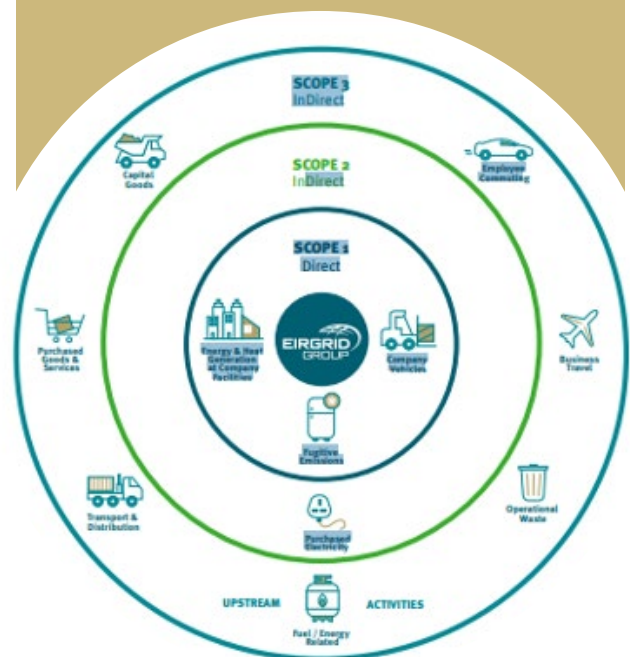 SCOPE 3
InDirect
Capital
Goods
Employee
Commuting
SCOPE 2
InDirect
SCOPE 1
Direct
Purchased
Goods &
Services
Energy & Heat
Generation
at Company
Facilities
EIRGRID
GROUP
Company
Vehicles
Business
Travel
Fugitive
Emissions
Transport &
Distribution
Purchased
Electricity
Operational
Waste
UPSTREAM
ACTIVITIES
Fuel / Energy
Related